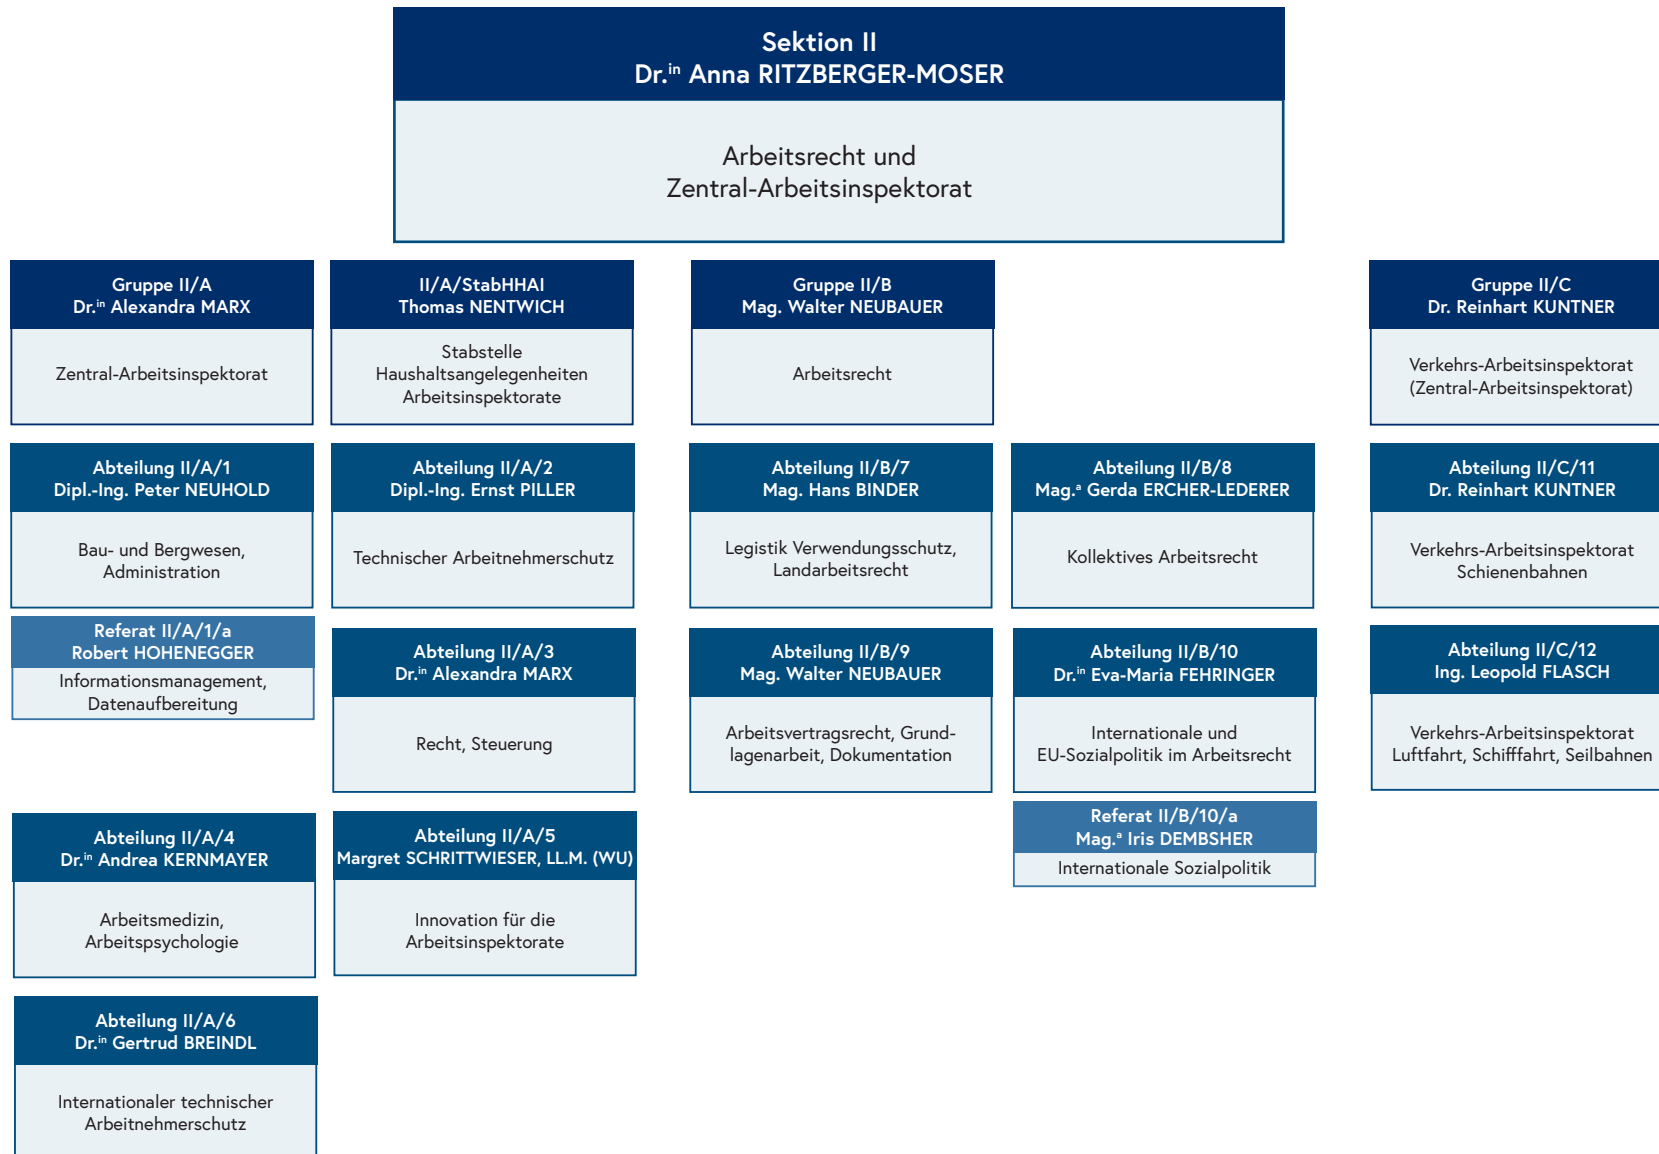 Sektion II
Dr.in Anna RITZBERGER-MOSER
Arbeitsrecht und
Zentral-Arbeitsinspektorat
Gruppe II/A
Dr.in Alexandra MARX
Zentral-Arbeitsinspektorat
II/A/StabHHAI
Thomas NENTWICH
Stabstelle
Haushaltsangelegenheiten
Arbeitsinspektorate
Gruppe II/B
Mag. Walter NEUBAUER
Arbeitsrecht
Gruppe II/C
Dr. Reinhart KUNTNER
Verkehrs-Arbeitsinspektorat
(Zentral-Arbeitsinspektorat)
Abteilung II/A/1
Dipl.-Ing. Peter NEUHOLD
Bau- und Bergwesen,
Administration
Abteilung II/A/2
Dipl.-Ing. Ernst PILLER
Technischer Arbeitnehmerschutz
Abteilung II/B/7
Mag. Hans BINDER
Legistik Verwendungsschutz,
Landarbeitsrecht
Abteilung II/B/8
Mag.a Gerda ERCHER-LEDERER
Kollektives Arbeitsrecht
Abteilung II/C/11
Dr. Reinhart KUNTNER
Verkehrs-Arbeitsinspektorat
Schienenbahnen
Referat II/A/1/a
Robert HOHENEGGER
Informationsmanagement,
Datenaufbereitung
Abteilung II/A/3
Dr.in Alexandra MARX
Recht, Steuerung
Abteilung II/B/9
Mag. Walter NEUBAUER
Arbeitsvertragsrecht, Grund-
lagenarbeit, Dokumentation
Abteilung II/B/10
Dr.in Eva-Maria FEHRINGER
Internationale und
EU-Sozialpolitik im Arbeitsrecht
Abteilung II/C/12
Ing. Leopold FLASCH
Verkehrs-Arbeitsinspektorat
Luftfahrt, Schifffahrt, Seilbahnen
Referat II/B/10/a
Mag.a Iris DEMBSHER
Internationale Sozialpolitik
Abteilung II/A/4
Dr.in Andrea KERNMAYER
Arbeitsmedizin,
Arbeitspsychologie
Abteilung II/A/5
Margret SCHRITTWIESER, LL.M. (WU)
Innovation für die
Arbeitsinspektorate
Abteilung II/A/6
Dr.in Gertrud BREINDL
Internationaler technischer
Arbeitnehmerschutz